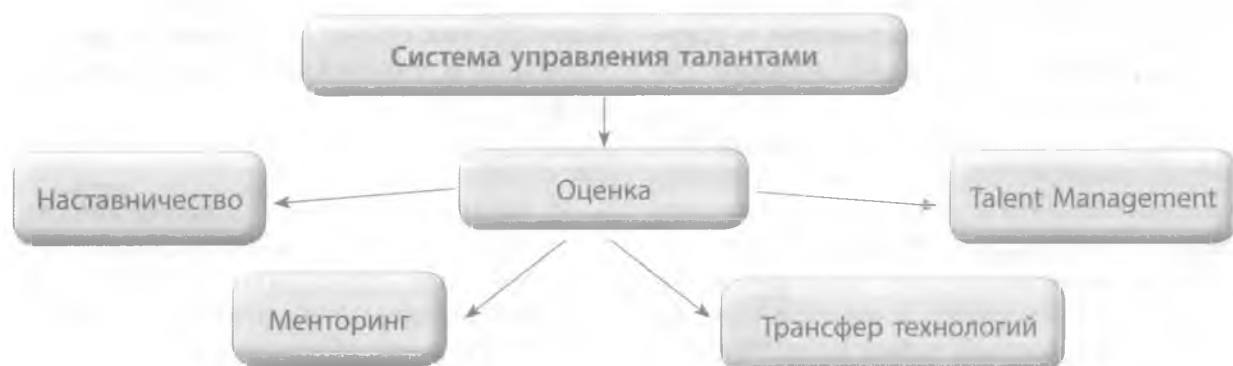 Система управления талантами
Оценка
Наставничество
Talent Management
Менторинг
Трансфер технологий